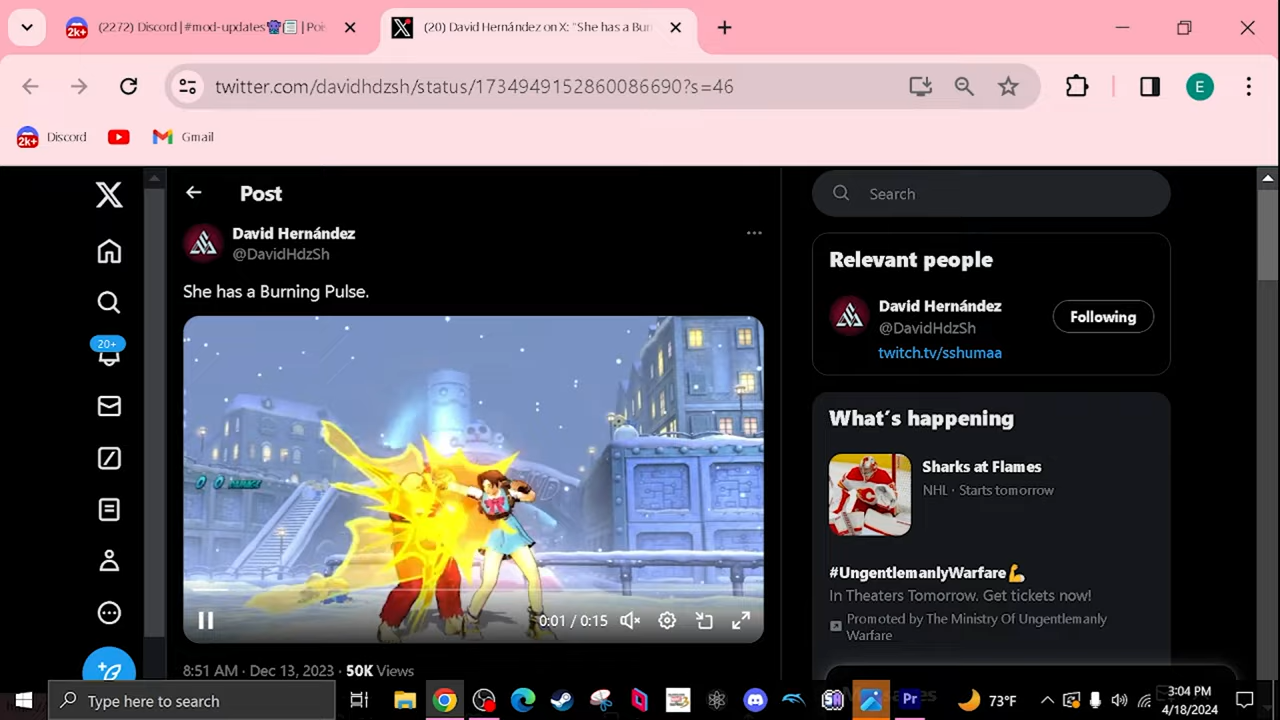 (2272) Discord | #mod-updates👾📋 | Poi
(20) David Hernández on X: "She has a Bur
twitter.com/davidhdzsh/status/1734949152860086690?s=46
E
2k+
Discord
Gmail
Post
Search
David Hernández
@DavidHdzSh
She has a Burning Pulse.
Relevant people
David Hernández
@DavidHdzSh
Following
twitch.tv/sshumaa
20+
What's happening
Sharks at Flames
NHL · Starts tomorrow
#UngentlemanlyWarfare💪
In Theaters Tomorrow. Get tickets now!
Promoted by The Ministry Of Ungentlemanly
Warfare
0:01 / 0:15
8:51 AM · Dec 13, 2023 · 50K Views
Type here to search
Pr
73°F
3:04 PM
4/18/2024